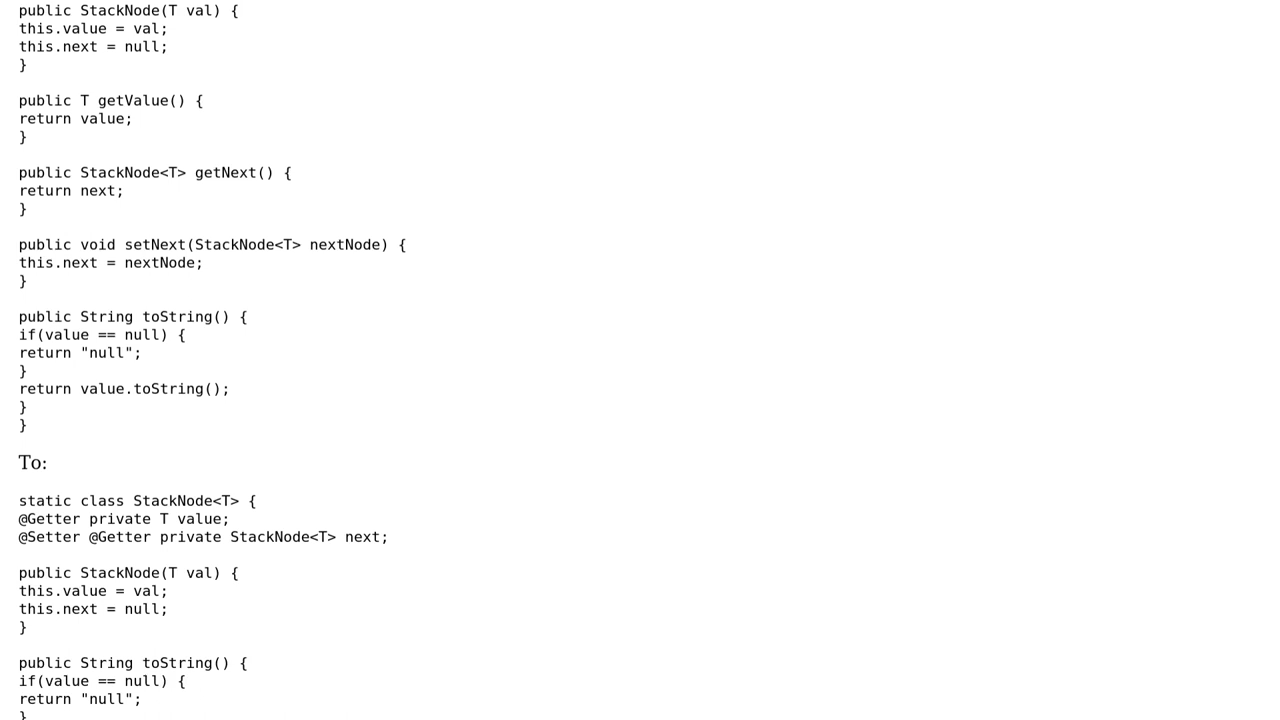 public StackNode(T val) {
this.value = val;
this.next = null;
}
public T getValue() {
return value;
}
public StackNode<T> getNext() {
return next;
}
public void setNext(StackNode<T> nextNode) {
this.next = nextNode;
}
public String toString() {
if(value == null) {
return "null";
}
return value.toString();
}
}
To:
static class StackNode<T> {
@Getter private T value;
@Setter @Getter private StackNode<T> next;
public StackNode(T val) {
this.value = val;
this.next = null;
}
public String toString() {
if(value == null) {
return "null";
}